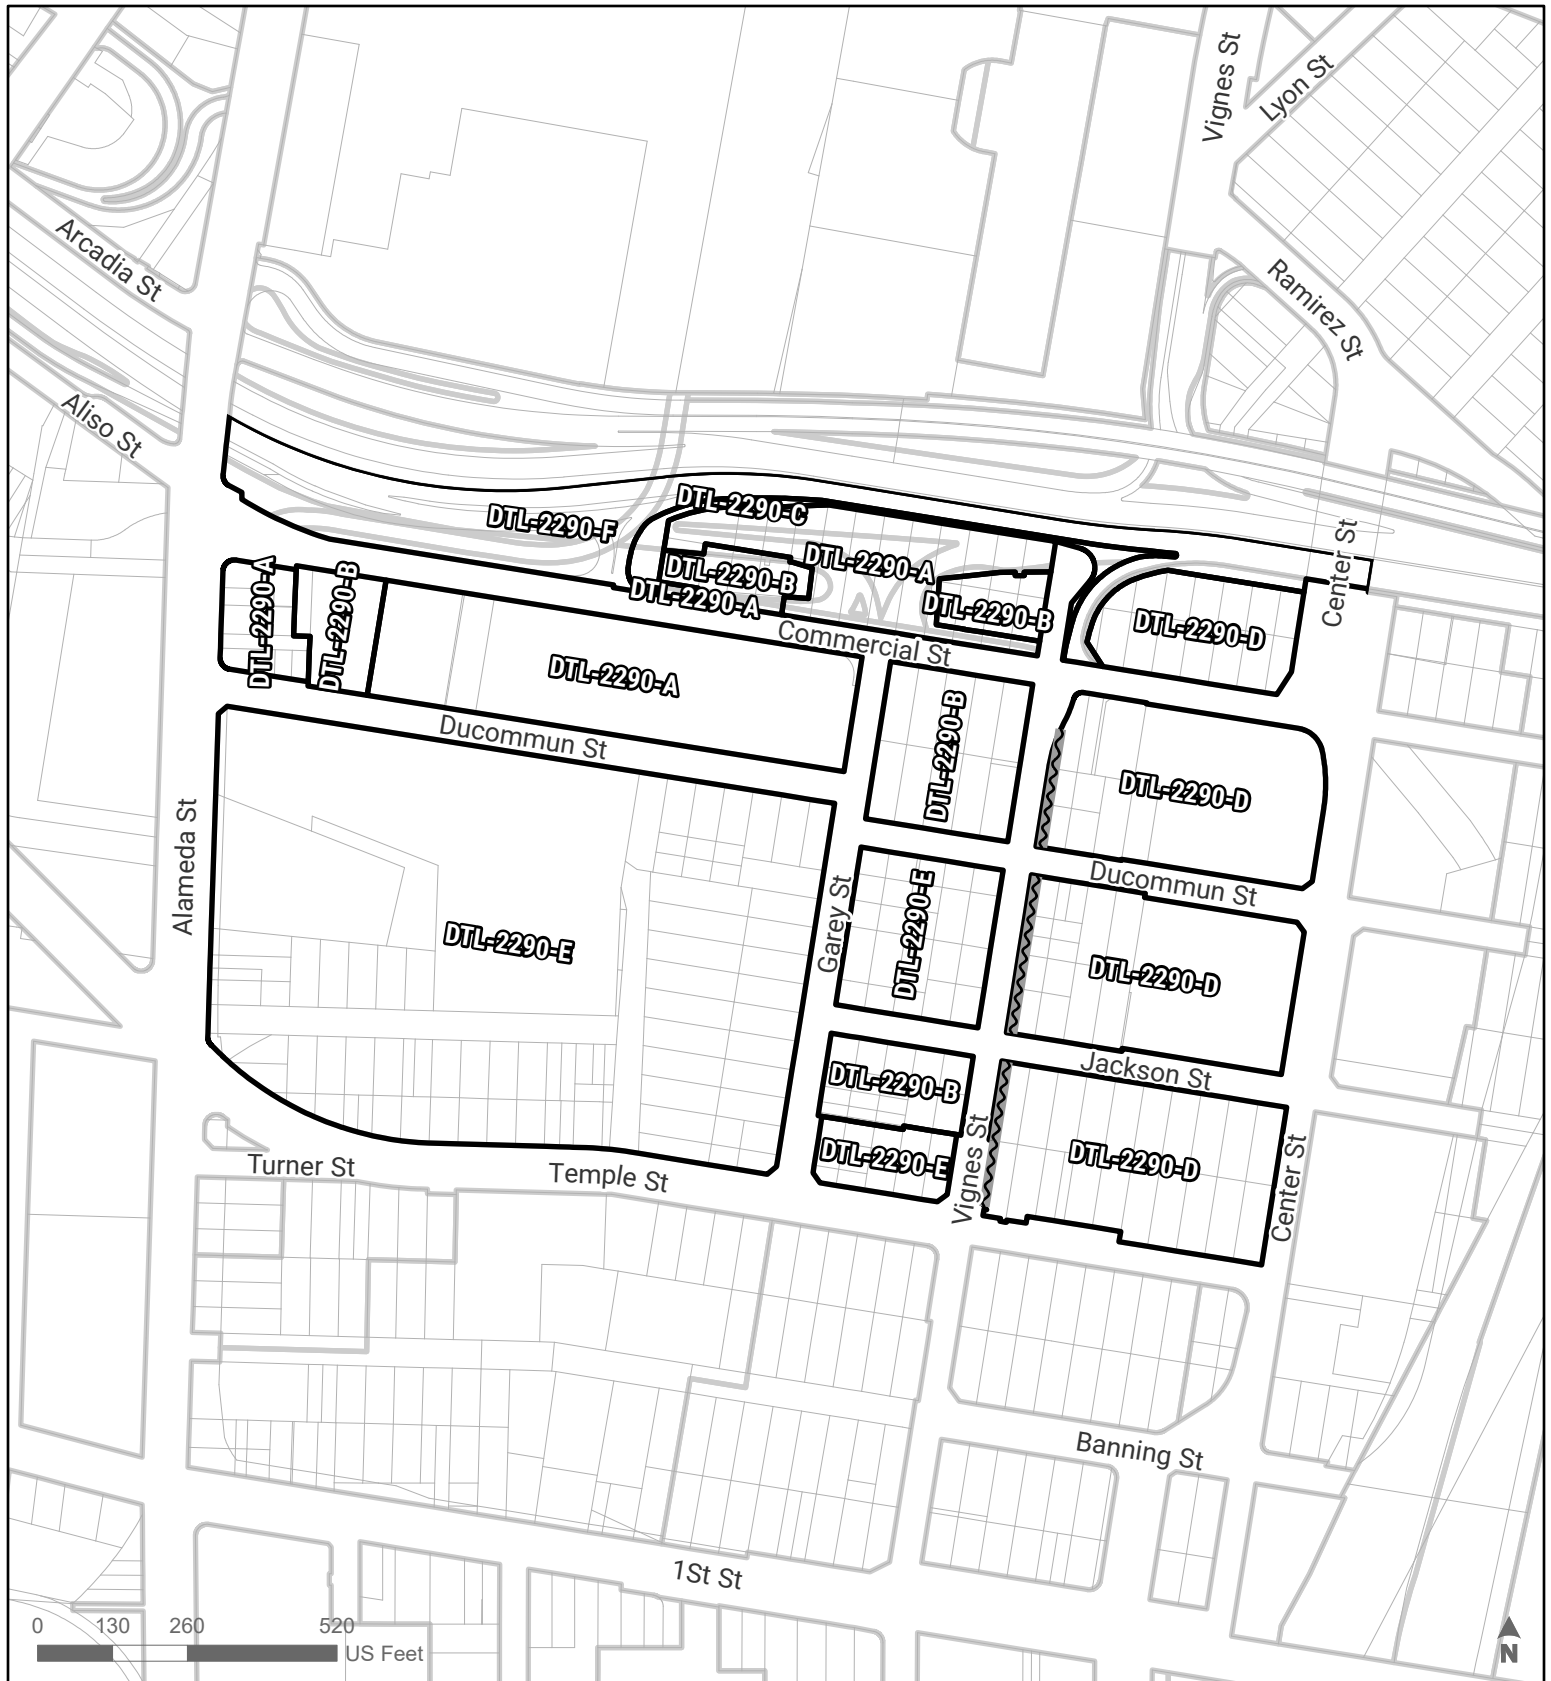 Vignes St
Lyon St
Arcadia St
Ramirez St
Aliso St
DTL-2290-C
DTL-2290-F
DTL-2290-A
Center St
DTL-2290-A
DTL-2290-B
DTL-2290-B
DTL-2290-A
DTL-2290-B
DTL-2290-D
Commercial St
DTL-2290-A
DTL-2290-B
Ducommun St
DTL-2290-D
Alameda St
Ducommun St
Garey St
DTL-2290-E
DTL-2290-E
DTL-2290-D
Jackson St
DTL-2290-B
DTL-2290-E
DTL-2290-D
Vignes St
Center St
Turner St
Temple St
Banning St
1St St
0 130 260 520
US Feet
N